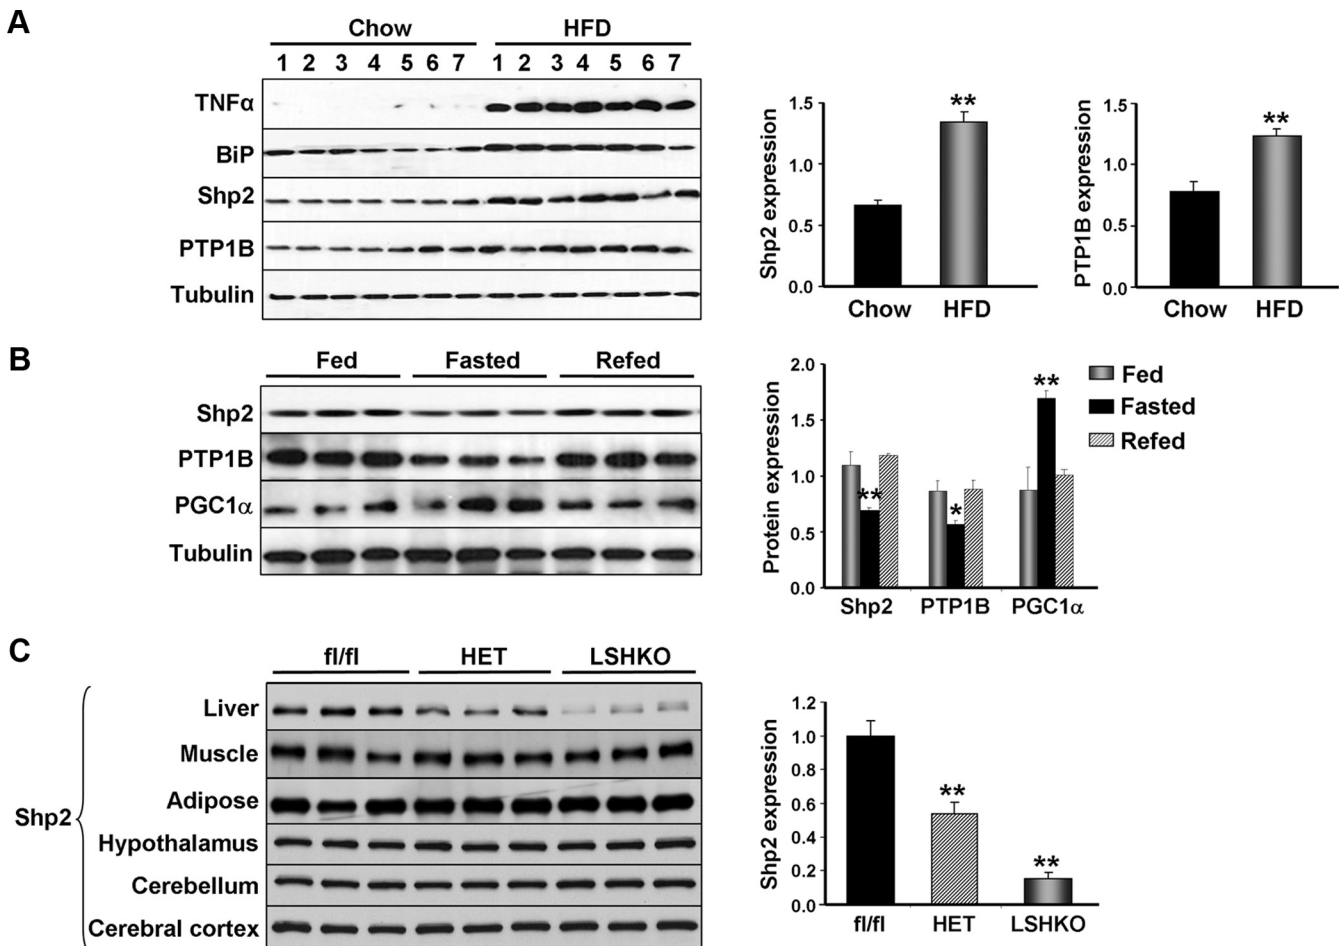 A
Chow HFD
1 2 3 4 5 6 7 1 2 3 4 5 6 7
TNFα
BiP
Shp2
PTP1B
Tubulin
Shp2 expression
1.5
1.0
0.5
0.0
**
Chow HFD
PTP1B expression
1.5
1.0
0.5
0.0
**
Chow HFD
B
Fed Fasted Refed
Shp2
PTP1B
PGC1α
Tubulin
Protein expression
2.0
1.5
1.0
0.5
0.0
**
*
**
Shp2 PTP1B PGC1α
Fed
Fasted
Refed
C
fl/fl HET LSHKO
Shp2
Liver
Muscle
Adipose
Hypothalamus
Cerebellum
Cerebral cortex
Shp2 expression
1.2
1.0
0.8
0.6
0.4
0.2
0.0
**
**
fl/fl HET LSHKO